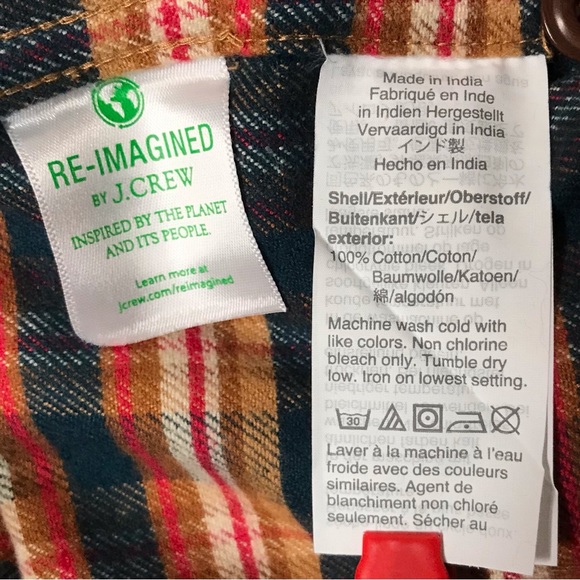 RE-IMAGINED
BY J.CREW
INSPIRED BY THE PLANET
AND ITS PEOPLE.
Learn more at
jcrew.com/reimagined
Made in India
Fabriqué en Inde
in Indien Hergestellt
Vervaardigd in India
インド製
Hecho en India
Shell/Extérieur/Oberstoff/
Buitenkant/シェル/tela
exterior:
100% Cotton/Coton/
Baumwolle/Katoen/
綿/algodón
Machine wash cold with
like colors. Non chlorine
bleach only. Tumble dry
low. Iron on lowest setting.
30
Laver à la machine à l'eau
froide avec des couleurs
similaires. Agent de
blanchiment non chloré
seulement. Sécher au